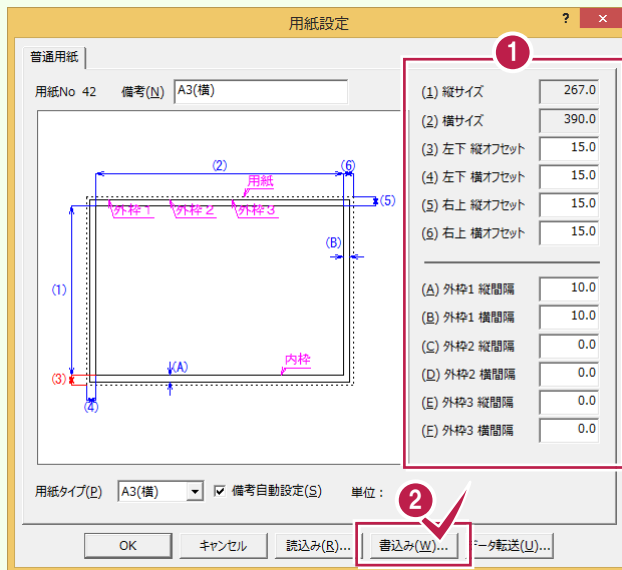 用紙設定
? ×
1
普通用紙
用紙No 42 備考(N) A3(横)
(1) 縦サイズ 267.0
(2) 横サイズ 390.0
(3) 左下 縦オフセット 15.0
(4) 左下 横オフセット 15.0
(5) 右上 縦オフセット 15.0
(6) 右上 横オフセット 15.0
(A) 外枠1 縦間隔 10.0
(B) 外枠1 横間隔 10.0
(C) 外枠2 縦間隔 0.0
(D) 外枠2 横間隔 0.0
(E) 外枠3 縦間隔 0.0
(F) 外枠3 横間隔 0.0
(2) (6)
用紙
(5)
外枠1 外枠2 外枠3
(B)
(1)
内枠
(A)
(3)
(4)
用紙タイプ(P) A3(横) 備考自動設定(S) 単位：
2
OK キャンセル 読込み(R)... 書込み(W)... データ転送(U)...